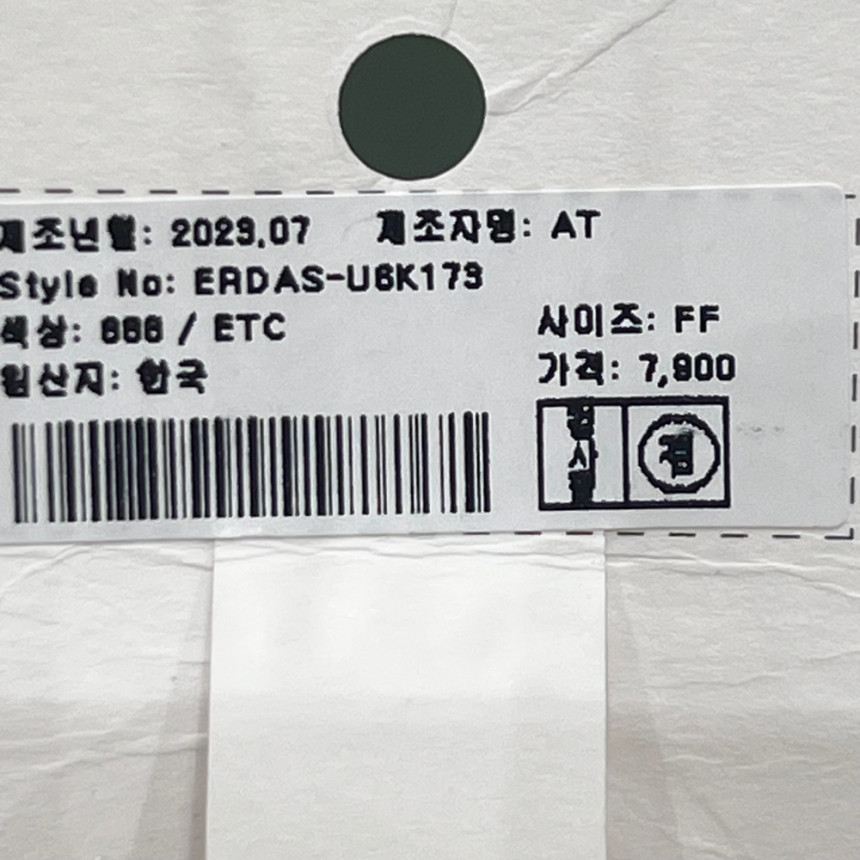 제조년월: 2023.07 제조자명: AT
Style No: ERDAS-U6K173
색상: 888 / ETC 사이즈: FF
원산지: 한국 가격: 7,900
검사필 검